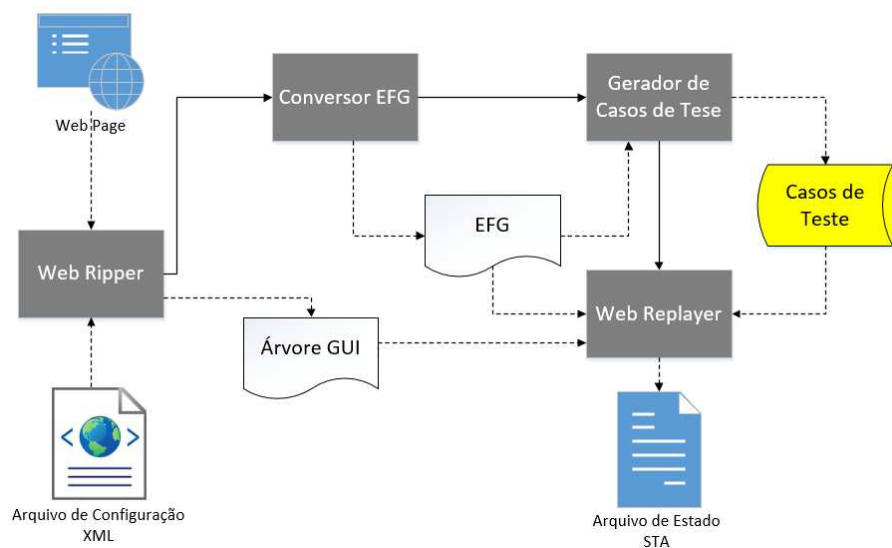 Web Page
Conversor EFG
Gerador de
Casos de Tese
Casos de
Teste
EFG
Web Ripper
Web Replayer
Árvore GUI
Arquivo de Configuração
XML
Arquivo de Estado
STA